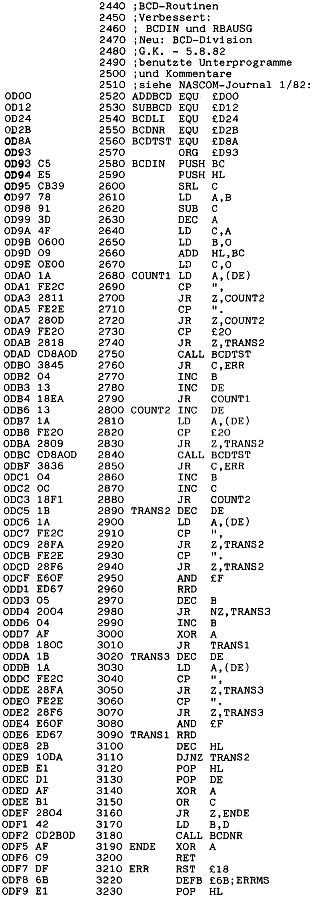 2440 ;BCD-Routinen
2450 ;Verbessert:
2460 ; BCDIN und RBAUSG
2470 ;Neu: BCD-Division
2480 ;G.K. - 5.8.82
2490 ;benutzte Unterprogramme
2500 ;und Kommentare
2510 ;siehe NASCOM-Journal 1/82:
0D00 2520 ADDBCD EQU £D00
0D12 2530 SUBBCD EQU £D12
0D24 2540 BCDLI EQU £D24
0D2B 2550 BCDNR EQU £D2B
0D8A 2560 BCDTST EQU £D8A
0D93 2570 ORG £D93
0D93 C5 2580 BCDIN PUSH BC
0D94 E5 2590 PUSH HL
0D95 CB39 2600 SRL C
0D97 78 2610 LD A,B
0D98 91 2620 SUB C
0D99 3D 2630 DEC A
0D9A 4F 2640 LD C,A
0D9B 0600 2650 LD B,0
0D9D 09 2660 ADD HL,BC
0D9E 0E00 2670 LD C,0
0DA0 1A 2680 COUNT1 LD A,(DE)
0DA1 FE2C 2690 CP ",
0DA3 2811 2700 JR Z,COUNT2
0DA5 FE2E 2710 CP ".
0DA7 280D 2720 JR Z,COUNT2
0DA9 FE20 2730 CP £20
0DAB 2818 2740 JR Z,TRANS2
0DAD CD8A0D 2750 CALL BCDTST
0DB0 3845 2760 JR C,ERR
0DB2 04 2770 INC B
0DB3 13 2780 INC DE
0DB4 18EA 2790 JR COUNT1
0DB6 13 2800 COUNT2 INC DE
0DB7 1A 2810 LD A,(DE)
0DB8 FE20 2820 CP £20
0DBA 2809 2830 JR Z,TRANS2
0DBC CD8A0D 2840 CALL BCDTST
0DBF 3836 2850 JR C,ERR
0DC1 04 2860 INC B
0DC2 0C 2870 INC C
0DC3 18F1 2880 JR COUNT2
0DC5 1B 2890 TRANS2 DEC DE
0DC6 1A 2900 LD A,(DE)
0DC7 FE2C 2910 CP ",
0DC9 28FA 2920 JR Z,TRANS2
0DCB FE2E 2930 CP ".
0DCD 28F6 2940 JR Z,TRANS2
0DCF E60F 2950 AND £F
0DD1 ED67 2960 RRD
0DD3 05 2970 DEC B
0DD4 2004 2980 JR NZ,TRANS3
0DD6 04 2990 INC B
0DD7 AF 3000 XOR A
0DD8 180C 3010 JR TRANS1
0DDA 1B 3020 TRANS3 DEC DE
0DDB 1A 3030 LD A,(DE)
0DDC FE2C 3040 CP ",
0DDE 28FA 3050 JR Z,TRANS3
0DE0 FE2E 3060 CP ".
0DE2 28F6 3070 JR Z,TRANS3
0DE4 E60F 3080 AND £F
0DE6 ED67 3090 TRANS1 RRD
0DE8 2B 3100 DEC HL
0DE9 10DA 3110 DJNZ TRANS2
0DEB E1 3120 POP HL
0DEC D1 3130 POP DE
0DED AF 3140 XOR A
0DEE B1 3150 OR C
0DEF 2804 3160 JR Z,ENDE
0DF1 42 3170 LD B,D
0DF2 CD2B0D 3180 CALL BCDNR
0DF5 AF 3190 ENDE XOR A
0DF6 C9 3200 RET
0DF7 DF 3210 ERR RST £18
0DF8 6B 3220 DEFB £6B;ERRMS
0DF9 E1 3230 POP HL